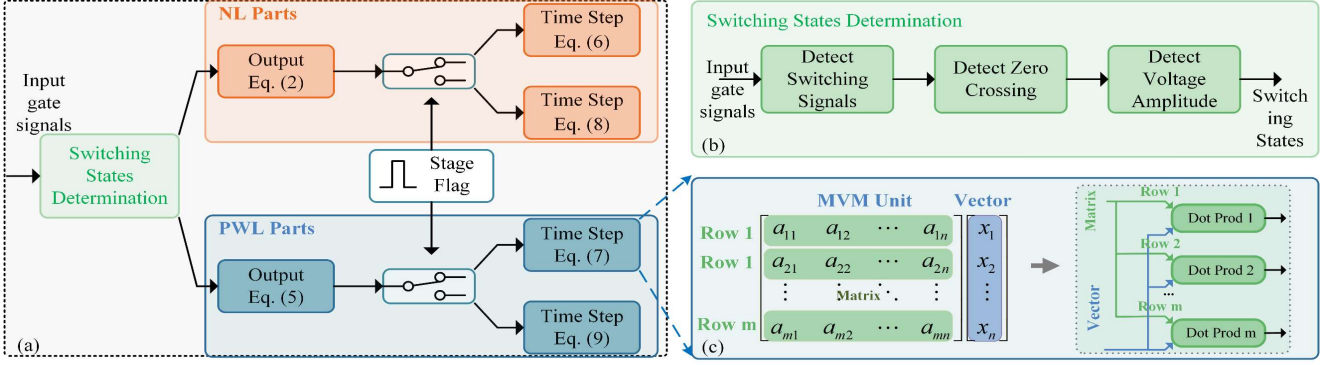 NL Parts
Input
gate
signals
Switching
States
Determination
Output
Eq. (2)
Time Step
Eq. (6)
Time Step
Eq. (8)
Stage
Flag
PWL Parts
Output
Eq. (5)
Time Step
Eq. (7)
Time Step
Eq. (9)
(a)
Switching States Determination
Input
gate
signals
Detect
Switching
Signals
Detect Zero
Crossing
Detect
Voltage
Amplitude
Switch
ing
States
(b)
MVM Unit Vector
Row 1 a11 a12 ⋯ a1n x1
Row 1 a21 a22 ⋯ a2n x2
⋮ ⋮ Matrix ⋱ ⋮ ⋮
Row m am1 am2 ⋯ amn xn
(c)
Matrix
Vector
Row 1
Dot Prod 1
Row 2
Dot Prod 2
...
Row m
Dot Prod m